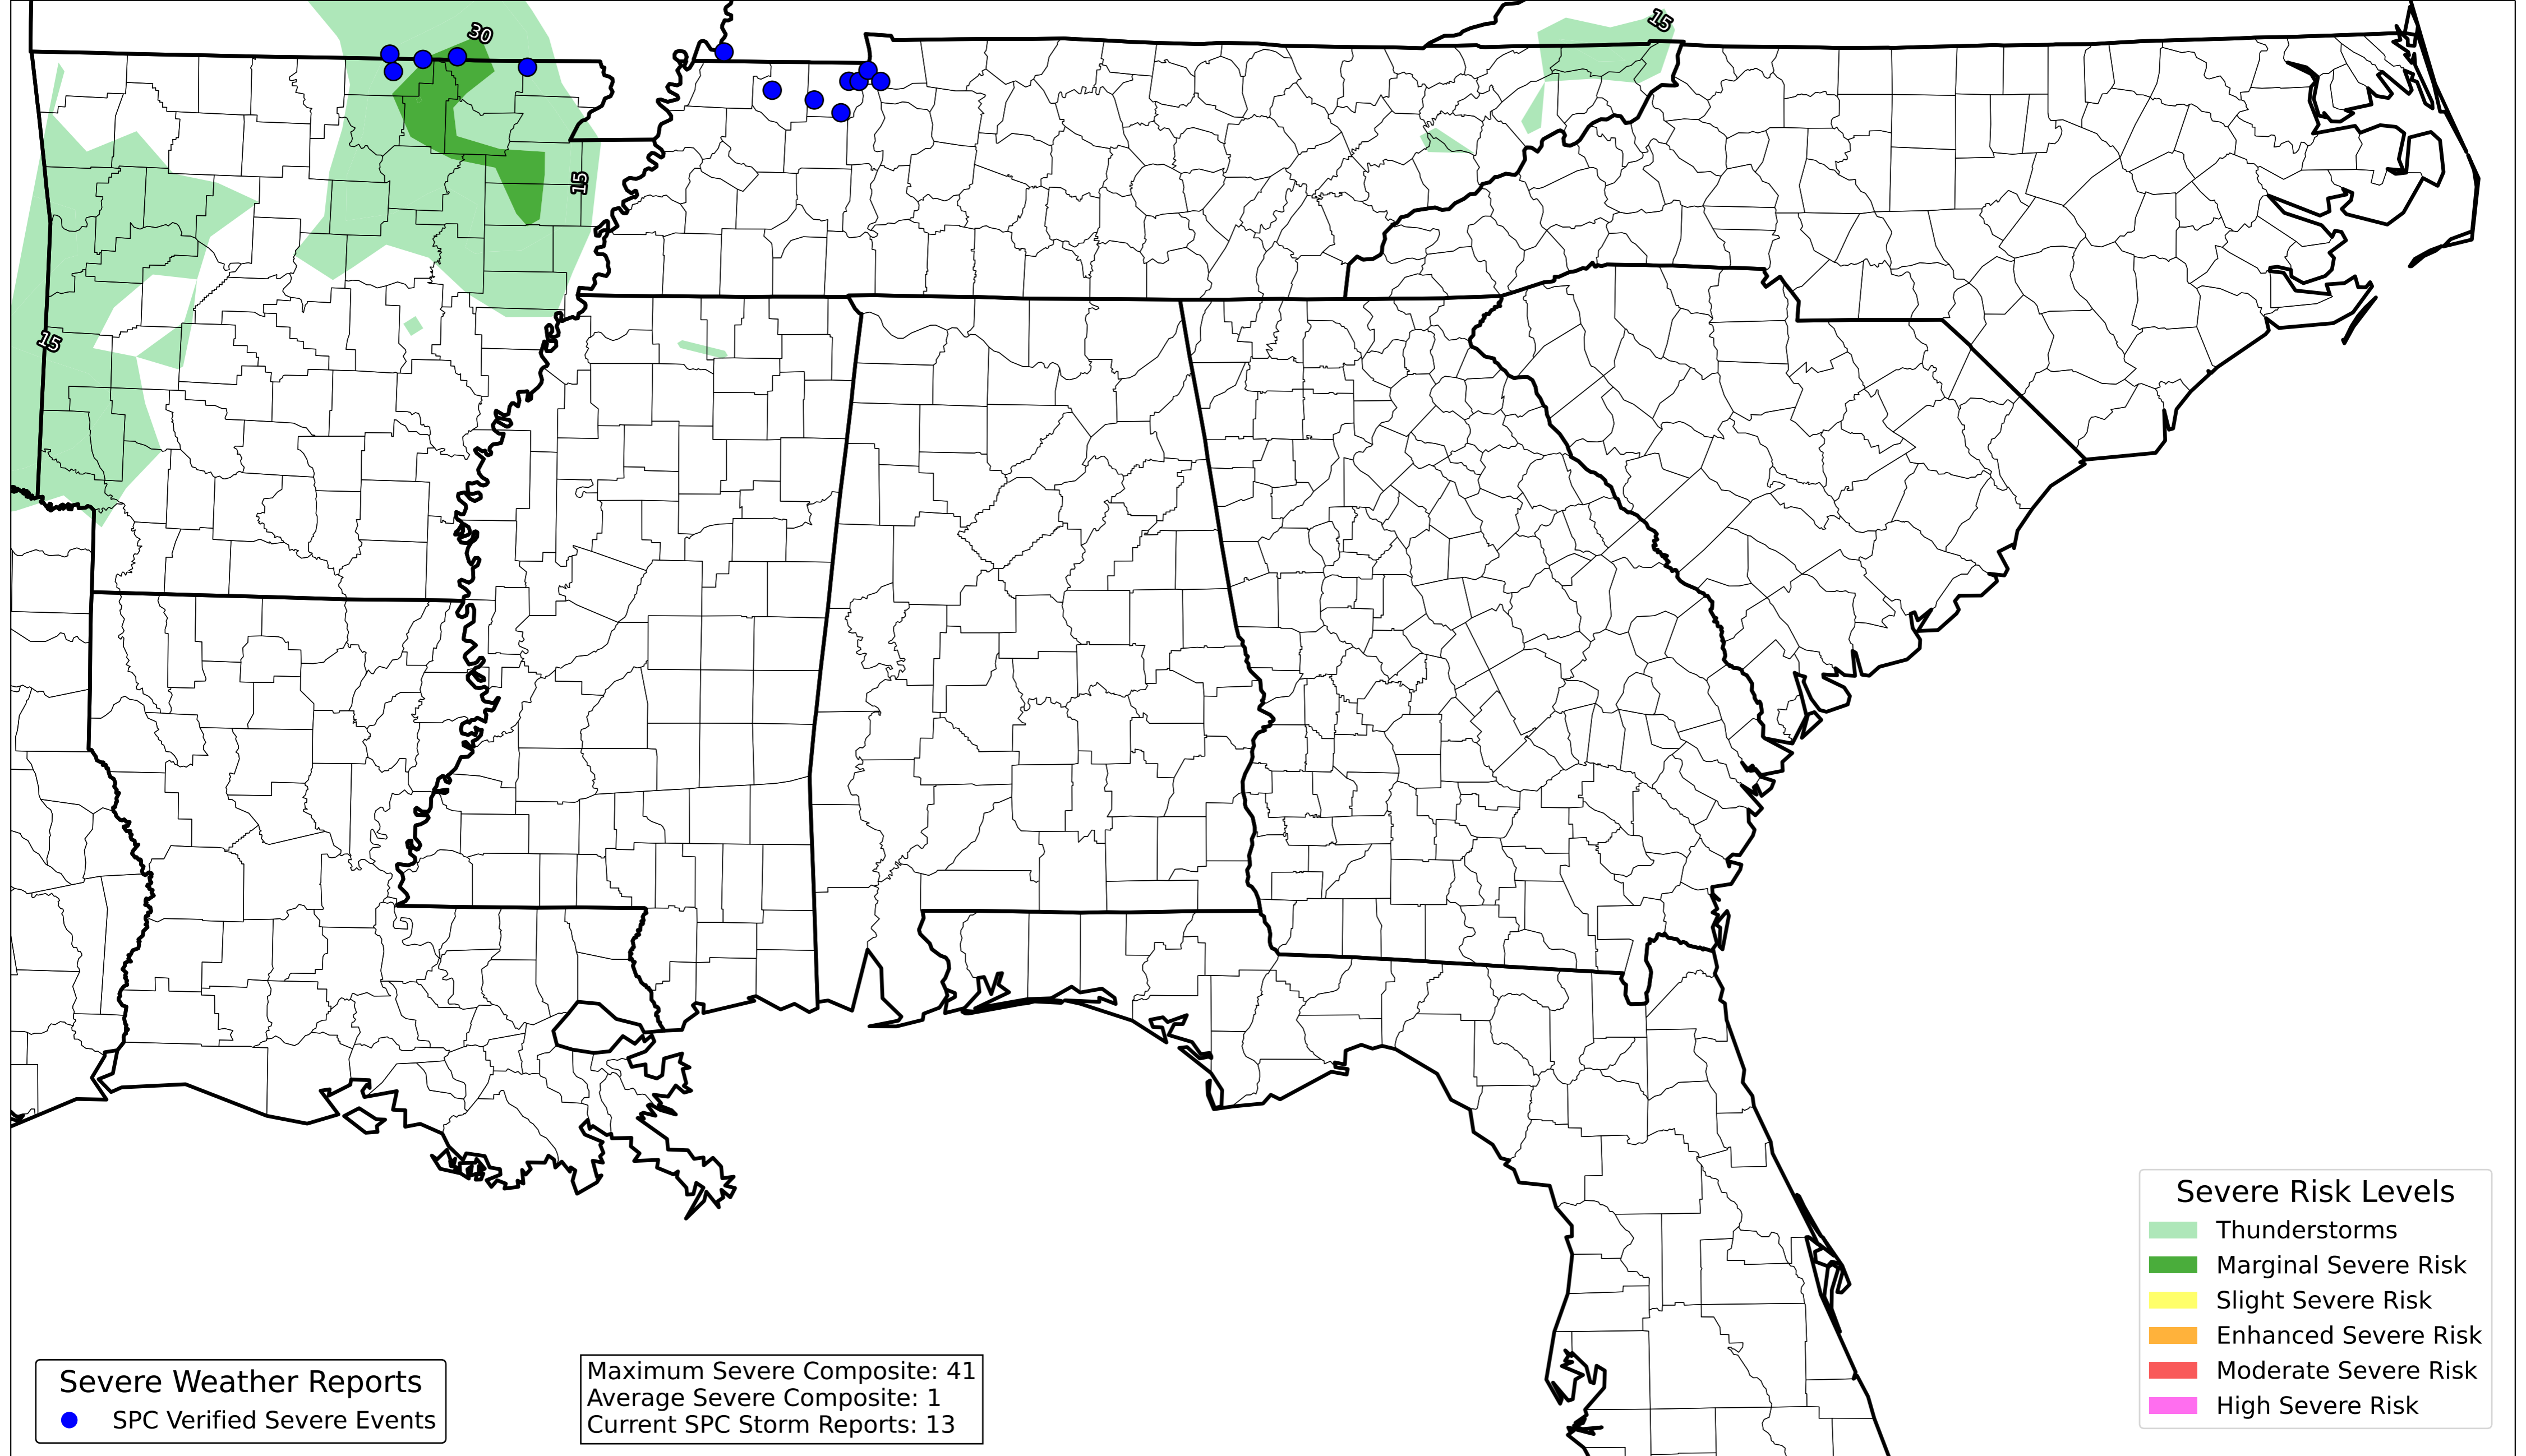 15
30
15
15
Severe Risk Levels
Thunderstorms
Marginal Severe Risk
Slight Severe Risk
Enhanced Severe Risk
Moderate Severe Risk
High Severe Risk
Severe Weather Reports
SPC Verified Severe Events
Maximum Severe Composite: 41
Average Severe Composite: 1
Current SPC Storm Reports: 13